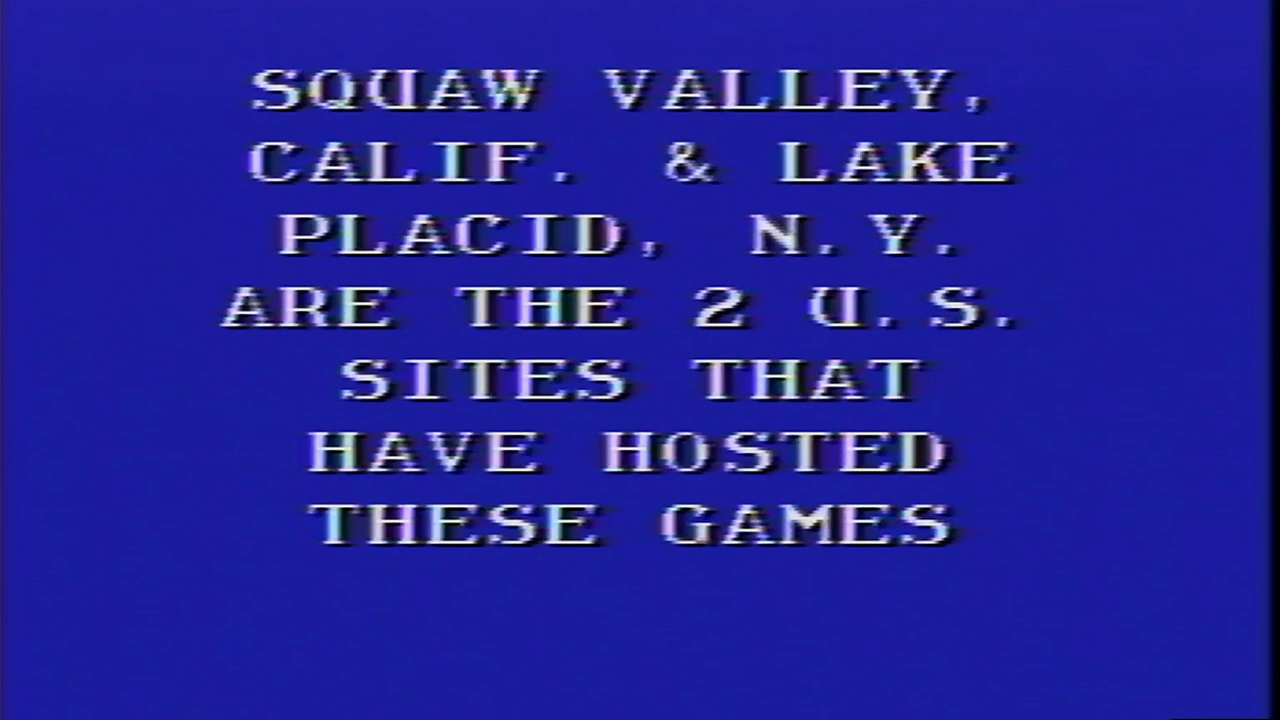 SQUAW VALLEY,
CALIF. & LAKE
PLACID, N.Y.
ARE THE 2 U.S.
SITES THAT
HAVE HOSTED
THESE GAMES